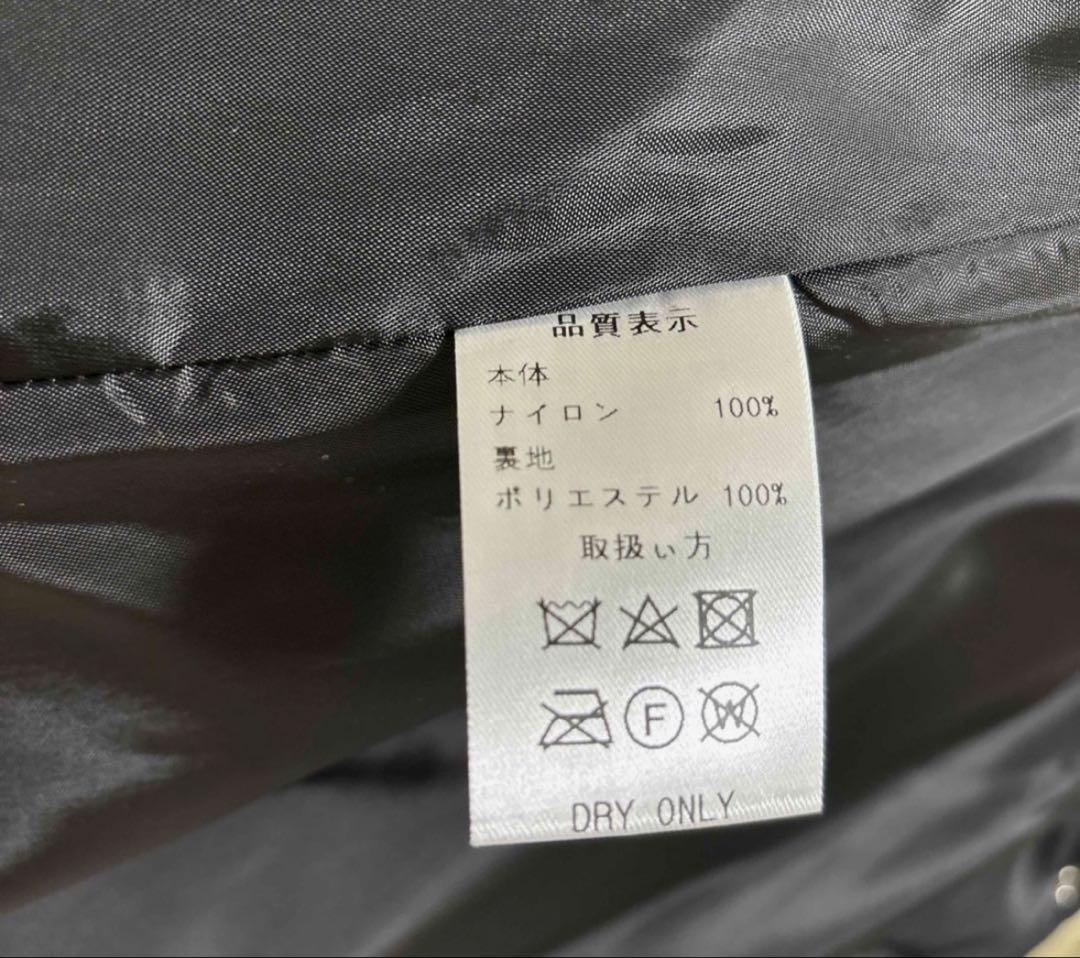 品質表示
本体
ナイロン 100%
裏地
ポリエステル 100%
取扱い方
F W
DRY ONLY